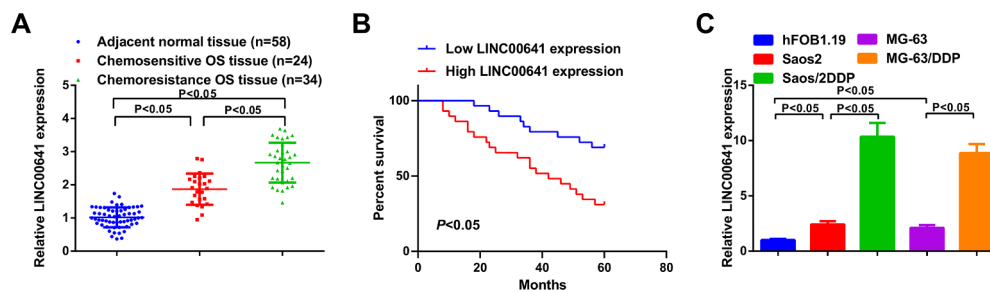 A
Adjacent normal tissue (n=58)
Chemosensitive OS tissue (n=24)
Chemoresistance OS tissue (n=34)
Relative LINC00641 expression
5
4
3
2
1
0
P<0.05
P<0.05
P<0.05
B
Low LINC00641 expression
High LINC00641 expression
Percent survival
100
50
0
P<0.05
0
20
40
60
80
Months
C
hFOB1.19
Saos2
Saos/2DDP
MG-63
MG-63/DDP
Relative LINC00641 expression
15
10
5
0
P<0.05
P<0.05
P<0.05
P<0.05